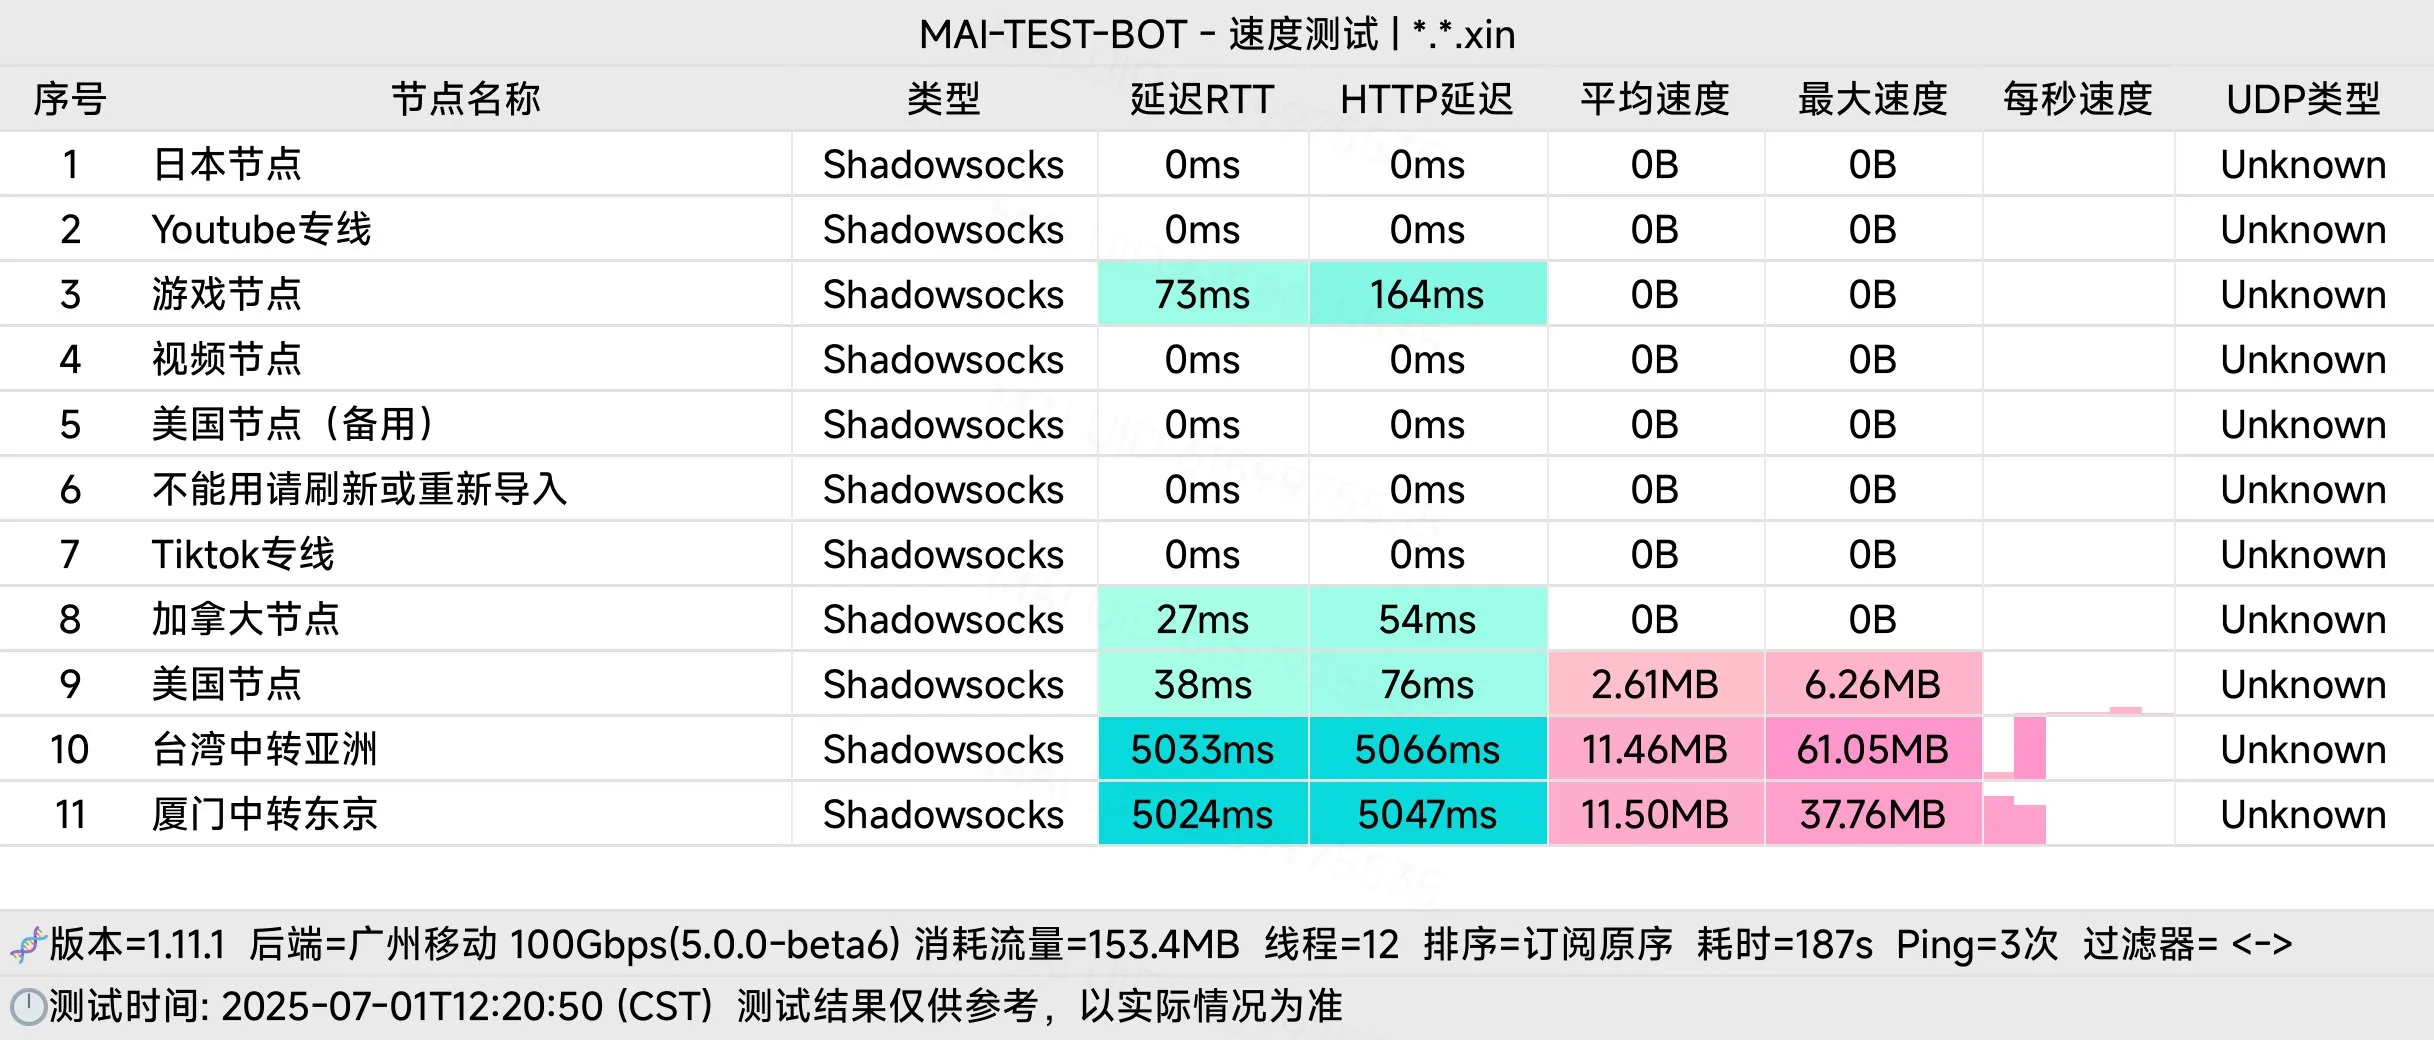 MAI-TEST-BOT - 速度测试 | *.*.xin
序号 节点名称 类型 延迟RTT HTTP延迟 平均速度 最大速度 每秒速度 UDP类型
1 日本节点 Shadowsocks 0ms 0ms 0B 0B Unknown
2 Youtube专线 Shadowsocks 0ms 0ms 0B 0B Unknown
3 游戏节点 Shadowsocks 73ms 164ms 0B 0B Unknown
4 视频节点 Shadowsocks 0ms 0ms 0B 0B Unknown
5 美国节点（备用） Shadowsocks 0ms 0ms 0B 0B Unknown
6 不能用请刷新或重新导入 Shadowsocks 0ms 0ms 0B 0B Unknown
7 Tiktok专线 Shadowsocks 0ms 0ms 0B 0B Unknown
8 加拿大节点 Shadowsocks 27ms 54ms 0B 0B Unknown
9 美国节点 Shadowsocks 38ms 76ms 2.61MB 6.26MB Unknown
10 台湾中转亚洲 Shadowsocks 5033ms 5066ms 11.46MB 61.05MB Unknown
11 厦门中转东京 Shadowsocks 5024ms 5047ms 11.50MB 37.76MB Unknown
版本=1.11.1 后端=广州移动 100Gbps(5.0.0-beta6) 消耗流量=153.4MB 线程=12 排序=订阅原序 耗时=187s Ping=3次 过滤器= <->
测试时间: 2025-07-01T12:20:50 (CST) 测试结果仅供参考，以实际情况为准